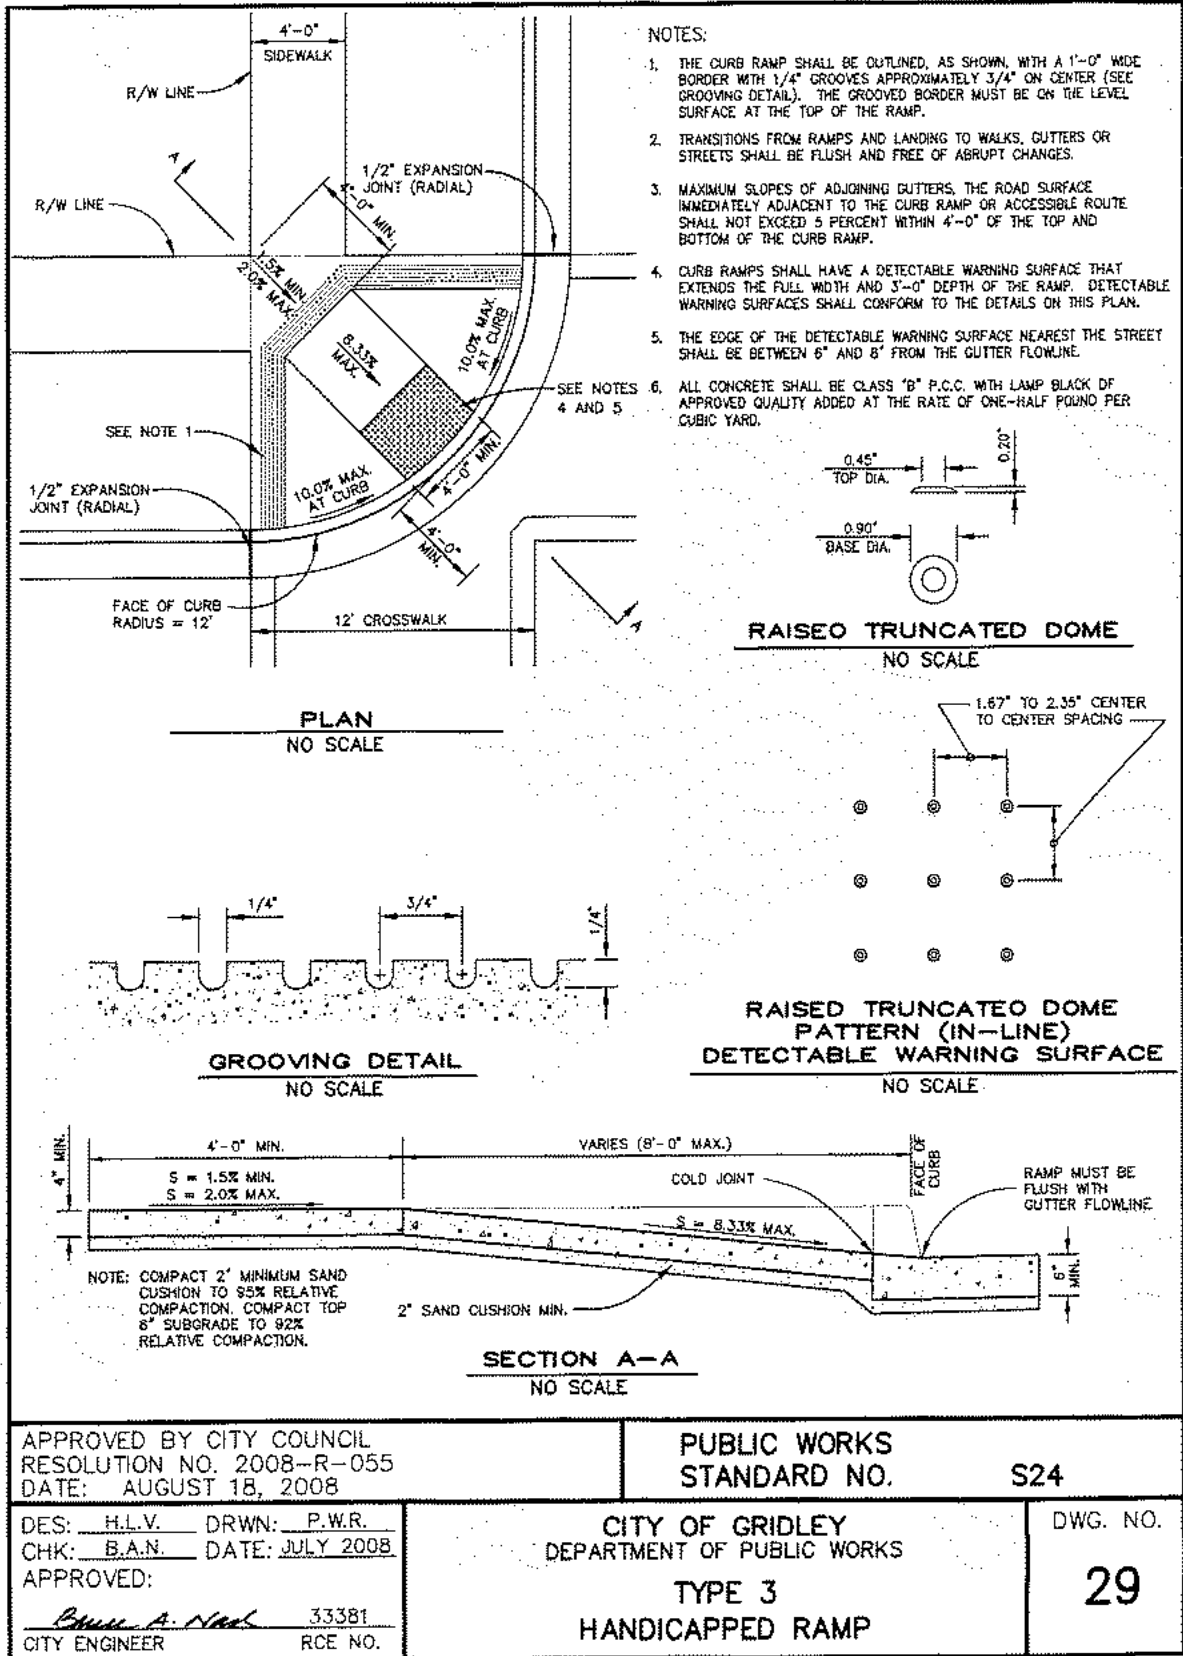 4'-0"
SIDEWALK
R/W LINE
A
1/2" EXPANSION
JOINT (RADIAL)
4'-0" MIN.
R/W LINE
1.5% MIN.
2.0% MAX.
8.33%
MAX.
10.0% MAX.
AT CURB
SEE NOTES
4 AND 5
SEE NOTE 1
1/2" EXPANSION
JOINT (RADIAL)
10.0% MAX.
AT CURB
4'-0" MIN.
4'-0"
MIN.
FACE OF CURB
RADIUS = 12'
12' CROSSWALK
A
PLAN
NO SCALE
NOTES:
1. THE CURB RAMP SHALL BE OUTLINED, AS SHOWN, WITH A 1'-0" WIDE
BORDER WITH 1/4" GROOVES APPROXIMATELY 3/4" ON CENTER (SEE
GROOVING DETAIL). THE GROOVED BORDER MUST BE ON THE LEVEL
SURFACE AT THE TOP OF THE RAMP.
2. TRANSITIONS FROM RAMPS AND LANDING TO WALKS, GUTTERS OR
STREETS SHALL BE FLUSH AND FREE OF ABRUPT CHANGES.
3. MAXIMUM SLOPES OF ADJOINING GUTTERS, THE ROAD SURFACE
IMMEDIATELY ADJACENT TO THE CURB RAMP OR ACCESSIBLE ROUTE
SHALL NOT EXCEED 5 PERCENT WITHIN 4'-0" OF THE TOP AND
BOTTOM OF THE CURB RAMP.
4. CURB RAMPS SHALL HAVE A DETECTABLE WARNING SURFACE THAT
EXTENDS THE FULL WIDTH AND 3'-0" DEPTH OF THE RAMP. DETECTABLE
WARNING SURFACES SHALL CONFORM TO THE DETAILS ON THIS PLAN.
5. THE EDGE OF THE DETECTABLE WARNING SURFACE NEAREST THE STREET
SHALL BE BETWEEN 6" AND 8" FROM THE GUTTER FLOWLINE.
6. ALL CONCRETE SHALL BE CLASS "B" P.C.C. WITH LAMP BLACK OF
APPROVED QUALITY ADDED AT THE RATE OF ONE-HALF POUND PER
CUBIC YARD.
0.45"
TOP DIA.
0.20"
0.90"
BASE DIA.
RAISED TRUNCATED DOME
NO SCALE
1.67" TO 2.35" CENTER
TO CENTER SPACING
RAISED TRUNCATED DOME
PATTERN (IN-LINE)
DETECTABLE WARNING SURFACE
NO SCALE
1/4"
3/4"
1/4"
GROOVING DETAIL
NO SCALE
4" MIN.
4'-0" MIN.
S = 1.5% MIN.
S = 2.0% MAX.
VARIES (8'-0" MAX.)
COLD JOINT
FACE OF
CURB
RAMP MUST BE
FLUSH WITH
GUTTER FLOWLINE
S = 8.33% MAX.
6"
MIN.
NOTE: COMPACT 2" MINIMUM SAND
CUSHION TO 95% RELATIVE
COMPACTION. COMPACT TOP
6" SUBGRADE TO 92%
RELATIVE COMPACTION.
2" SAND CUSHION MIN.
SECTION A-A
NO SCALE
APPROVED BY CITY COUNCIL
RESOLUTION NO. 2008-R-055
DATE: AUGUST 18, 2008
PUBLIC WORKS
STANDARD NO. S24
DES: H.L.V. DRWN: P.W.R.
CHK: B.A.N. DATE: JULY 2008
APPROVED:
Bruce A. Nash 33381
CITY ENGINEER RCE NO.
CITY OF GRIDLEY
DEPARTMENT OF PUBLIC WORKS
TYPE 3
HANDICAPPED RAMP
DWG. NO.
29